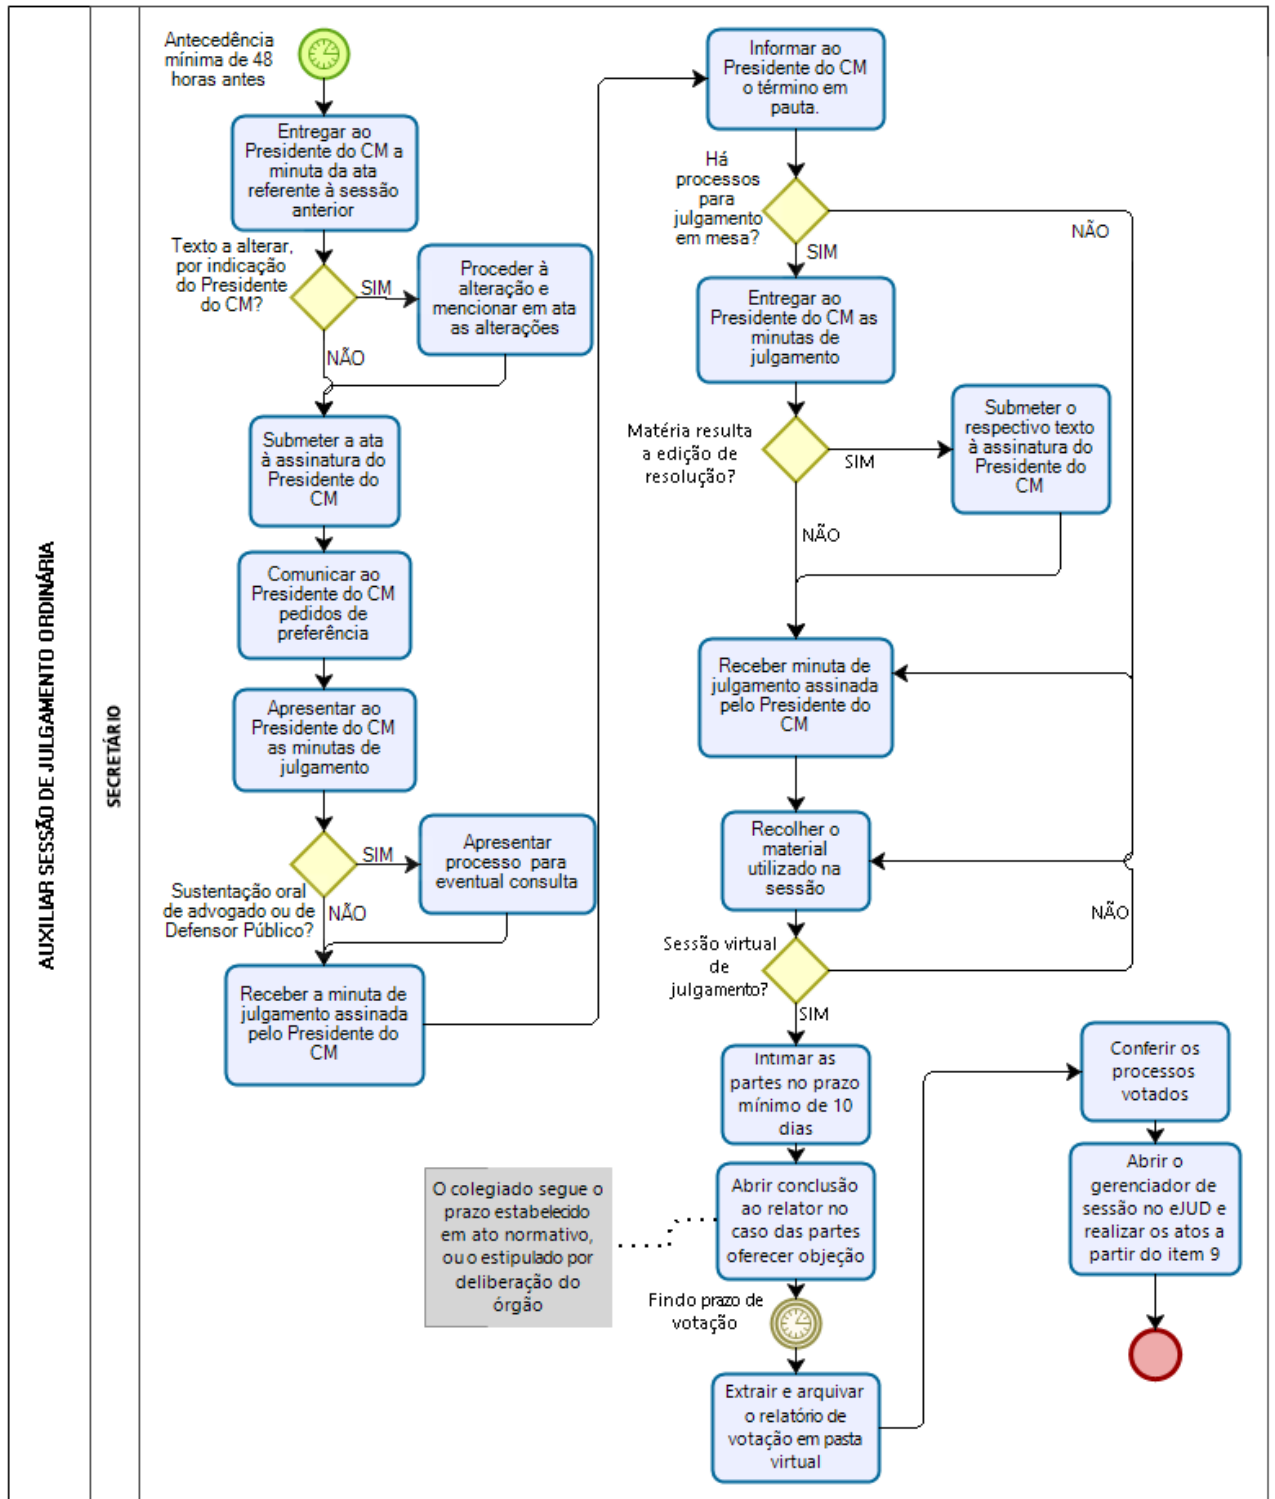 AUXILIAR SESSÃO DE JULGAMENTO ORDINÁRIA
SECRETÁRIO
Antecedência
mínima de 48
horas antes
Entregar ao
Presidente do CM a
minuta da ata
referente à sessão
anterior
Texto a alterar,
por indicação
do Presidente
do CM?
SIM
Proceder à
alteração e
mencionar em ata
as alterações
NÃO
Submeter a ata
à assinatura do
Presidente do
CM
Comunicar ao
Presidente do CM
pedidos de
preferência
Apresentar ao
Presidente do CM
as minutas de
julgamento
SIM
Apresentar
processo para
eventual consulta
Sustentação oral
de advogado ou de
Defensor Público?
NÃO
Receber a minuta de
julgamento assinada
pelo Presidente do
CM
Informar ao
Presidente do CM
o término em
pauta.
Há
processos
para
julgamento
em mesa?
NÃO
SIM
Entregar ao
Presidente do CM as
minutas de
julgamento
Matéria resulta
a edição de
resolução?
SIM
Submeter o
respectivo texto
à assinatura do
Presidente do
CM
NÃO
Receber minuta de
julgamento assinada
pelo Presidente do
CM
Recolher o
material
utilizado na
sessão
NÃO
Sessão virtual
de
julgamento?
SIM
Intimar as
partes no prazo
mínimo de 10
dias
Abrir conclusão
ao relator no
caso das partes
oferecer objeção
O colegiado segue o
prazo estabelecido
em ato normativo,
ou o estipulado por
deliberação do
órgão
Findo prazo de
votação
Extrair e arquivar
o relatório de
votação em pasta
virtual
Conferir os
processos
votados
Abrir o
gerenciador de
sessão no eJUD e
realizar os atos a
partir do item 9